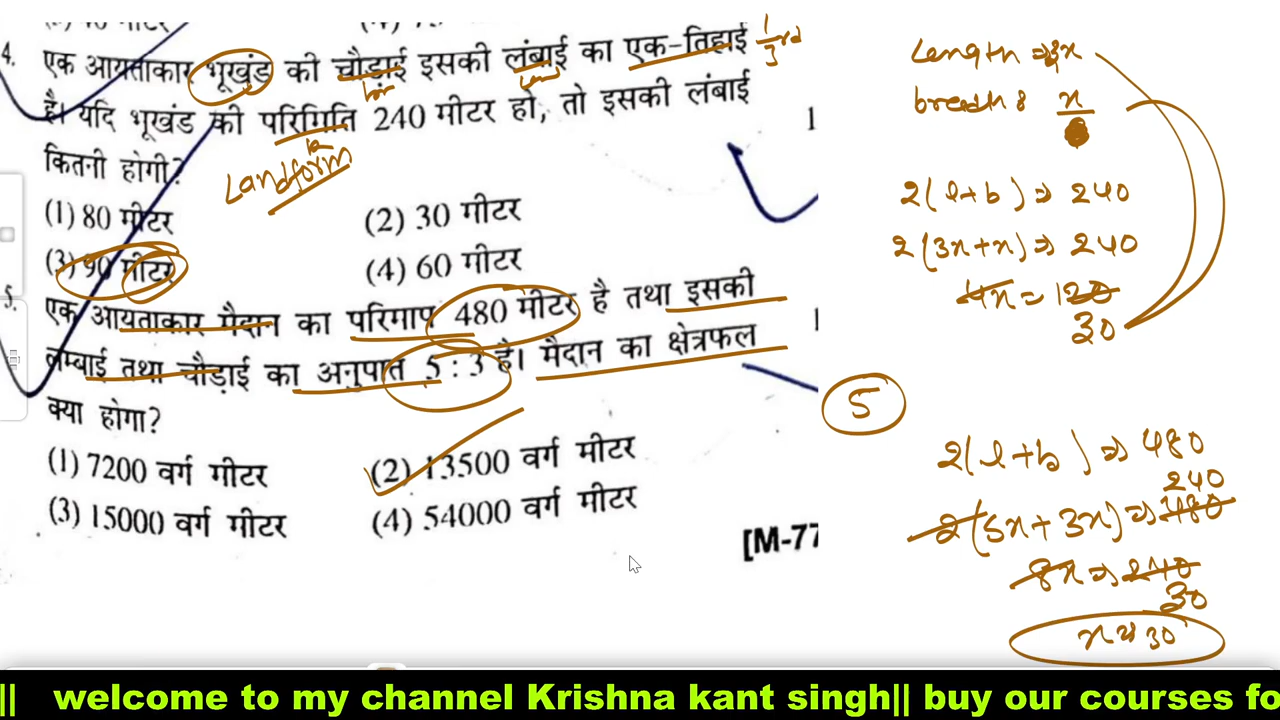 4. एक आयताकार भूखंड की चौड़ाई इसकी लंबाई का एक-तिहाई 1/3rd
है। यदि भूखंड की परिमिति 240 मीटर हो, तो इसकी लंबाई
कितनी होगी?
Landform
(1) 80 मीटर (2) 30 मीटर
(3) 90 मीटर (4) 60 मीटर
5. एक आयताकार मैदान का परिमाप 480 मीटर है तथा इसकी
लम्बाई तथा चौड़ाई का अनुपात 5 : 3 है। मैदान का क्षेत्रफल
क्या होगा?
(1) 7200 वर्ग मीटर (2) 13500 वर्ग मीटर
(3) 15000 वर्ग मीटर (4) 54000 वर्ग मीटर
[M-77
Length ⇒ 3x
breadth ⇒ x
2(l+b) ⇒ 240
2(3x+x) ⇒ 240
4x = 120
30
5
2(l+b) ⇒ 480
240
2(5x+3x) ⇒ 480
8x ⇒ 240
30
x ⇒ 30
|| welcome to my channel Krishna kant singh|| buy our courses fo